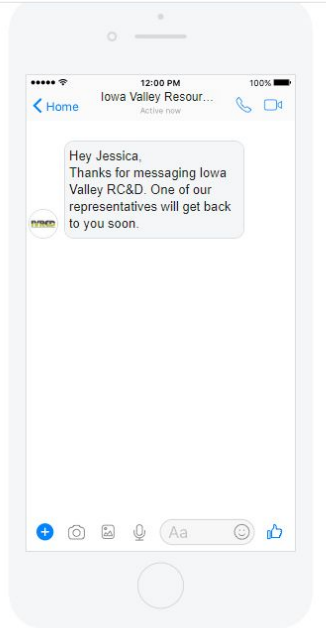 12:00 PM
100%
Home
Iowa Valley Resour...
Active now
Hey Jessica,
Thanks for messaging Iowa
Valley RC&D. One of our
representatives will get back
to you soon.
Aa